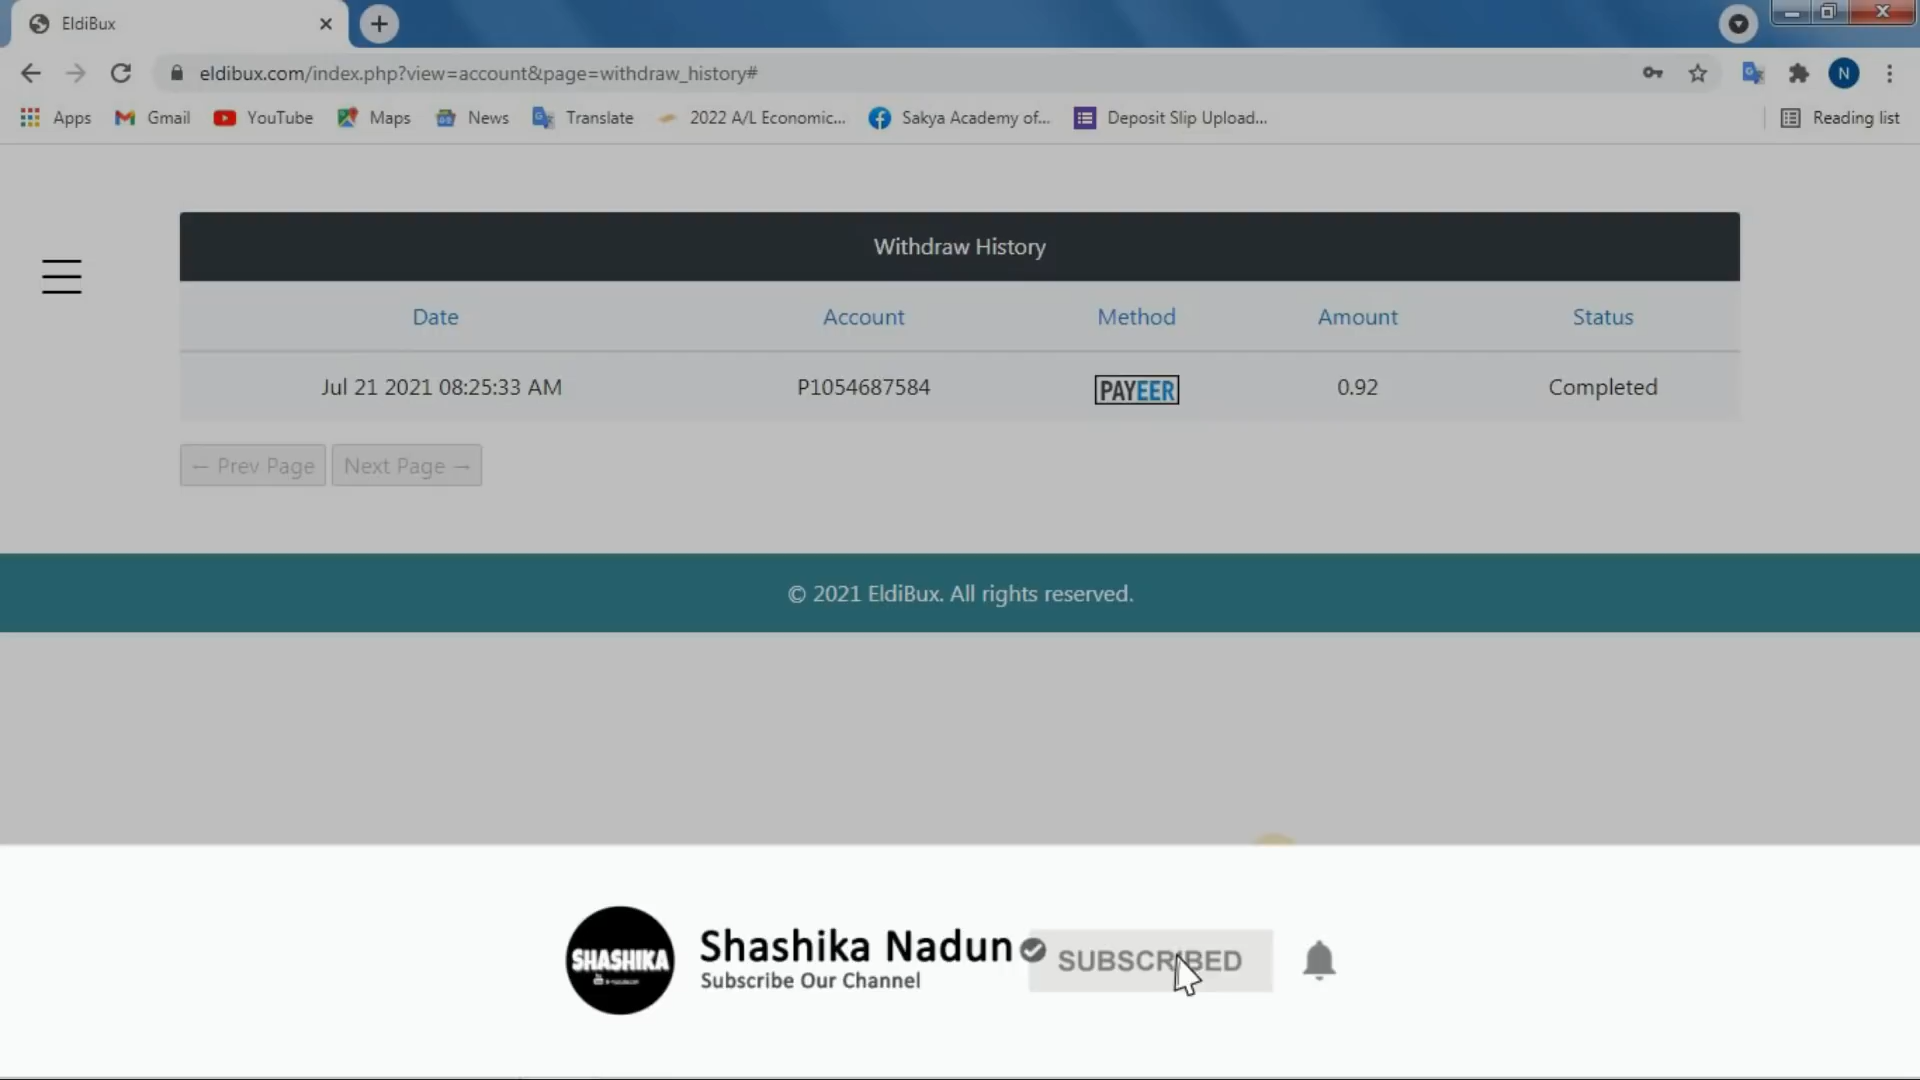 EldiBux
eldibux.com/index.php?view=account&page=withdraw_history#
N
Apps Gmail YouTube Maps News Translate 2022 A/L Economic... Sakya Academy of... Deposit Slip Upload... Reading list
Withdraw History
Date Account Method Amount Status
Jul 21 2021 08:25:33 AM P1054687584 PAYEER 0.92 Completed
← Prev Page Next Page →
© 2021 EldiBux. All rights reserved.
SHASHIKA
Shashika Nadun
Subscribe Our Channel
SUBSCRIBED